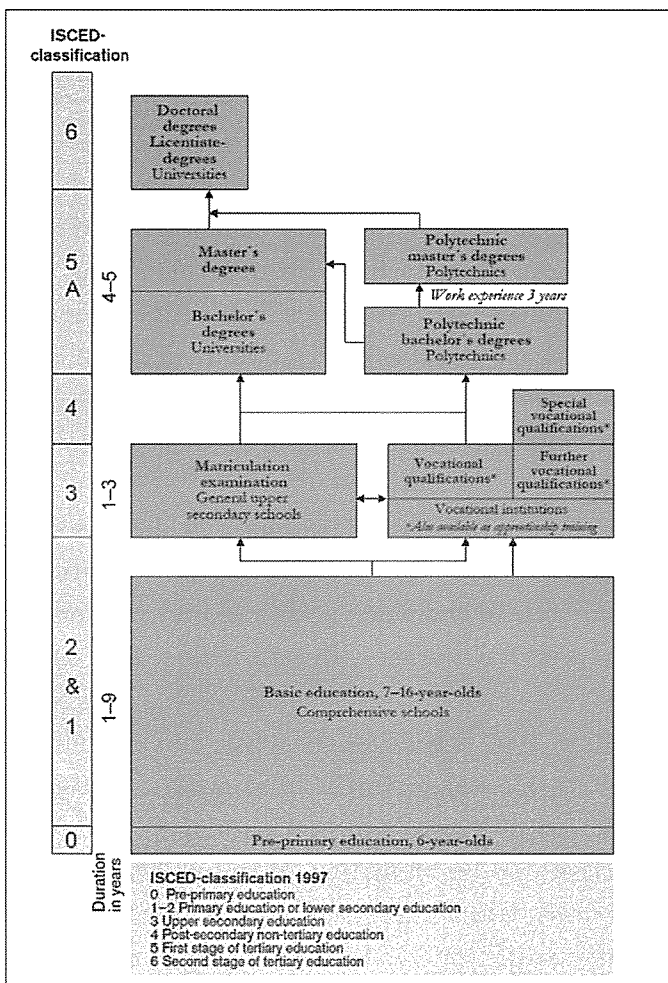 ISCED-
classification
6
Doctoral
degrees
Licentiate-
degrees
Universities
5
A
4–5
Master´s
degrees
Bachelor´s
degrees
Universities
Polytechnic
master´s degrees
Polytechnics
Work experience 3 years
Polytechnic
bachelor´s degrees
Polytechnics
4
Special
vocational
qualifications*
3
1–3
Matriculation
examination
General upper
secondary schools
Vocational
qualifications*
Further
vocational
qualifications*
Vocational institutions
*Also available as apprenticeship training
2
&
1
1–9
Basic education, 7–16-year-olds
Comprehensive schools
0
Pre-primary education, 6-year-olds
Duration
in years
ISCED-classification 1997
0 Pre-primary education
1–2 Primary education or lower secondary education
3 Upper secondary education
4 Post-secondary non-tertiary education
5 First stage of tertiary education
6 Second stage of tertiary education